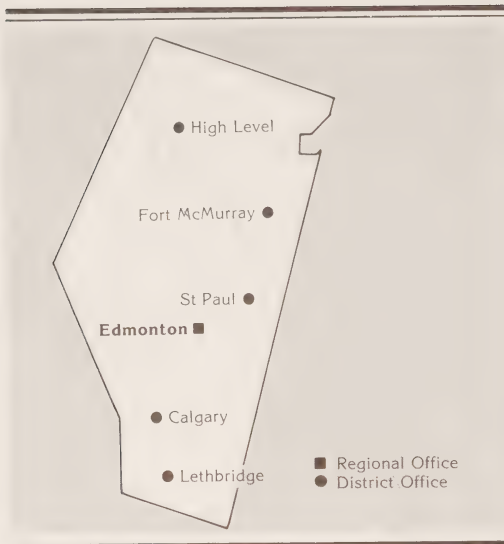 High Level
Fort McMurray
St Paul
Edmonton
Calgary
Lethbridge
Regional Office
District Office